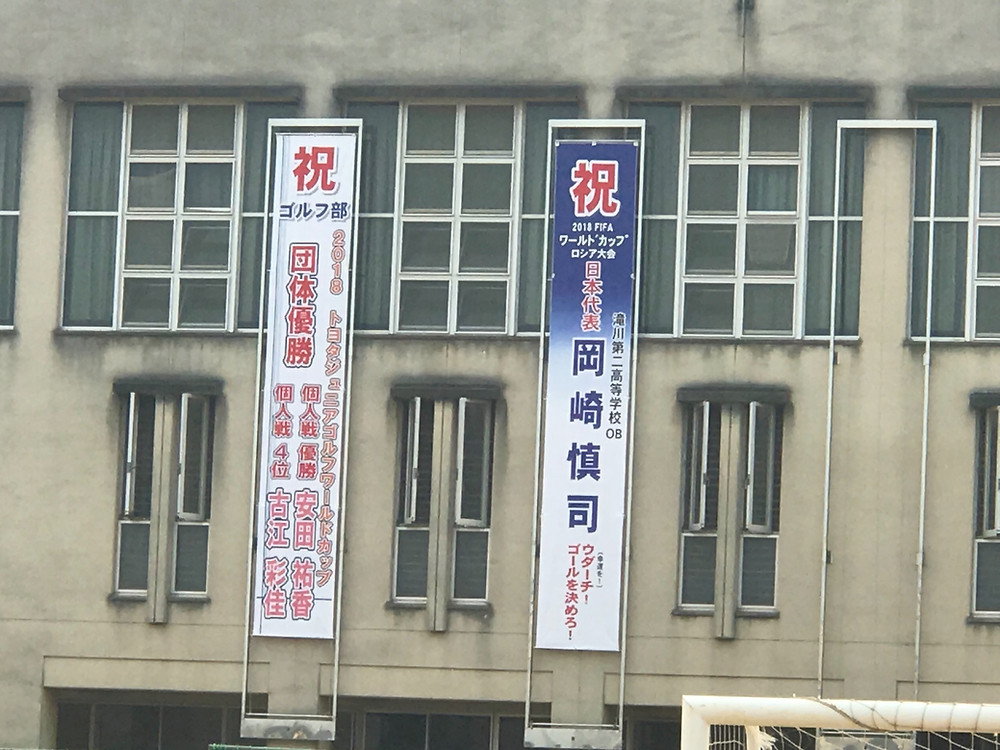 祝
ゴルフ部
2018 トヨタジュニアゴルフワールドカップ
団体優勝
個人戦 優勝 安田 祐香
個人戦 4位 古江 彩佳
祝
2018 FIFA
ワールドカップ
ロシア大会
日本代表
滝川第二高等学校OB
岡崎慎司
(幸運を!)
ウダーチ!
ゴールを決めろ!